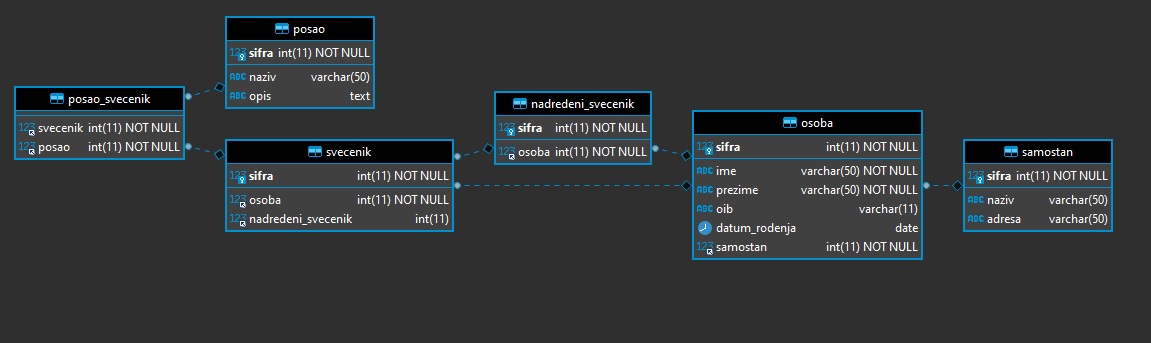 posao
123 sifra int(11) NOT NULL
ABC naziv varchar(50)
ABC opis text
posao_svecenik
123 svecenik int(11) NOT NULL
123 posao int(11) NOT NULL
svecenik
123 sifra int(11) NOT NULL
123 osoba int(11) NOT NULL
123 nadredeni_svecenik int(11)
nadredeni_svecenik
123 sifra int(11) NOT NULL
123 osoba int(11) NOT NULL
osoba
123 sifra int(11) NOT NULL
ABC ime varchar(50) NOT NULL
ABC prezime varchar(50) NOT NULL
ABC oib varchar(11)
datum_rodenja date
123 samostan int(11) NOT NULL
samostan
123 sifra int(11) NOT NULL
ABC naziv varchar(50)
ABC adresa varchar(50)